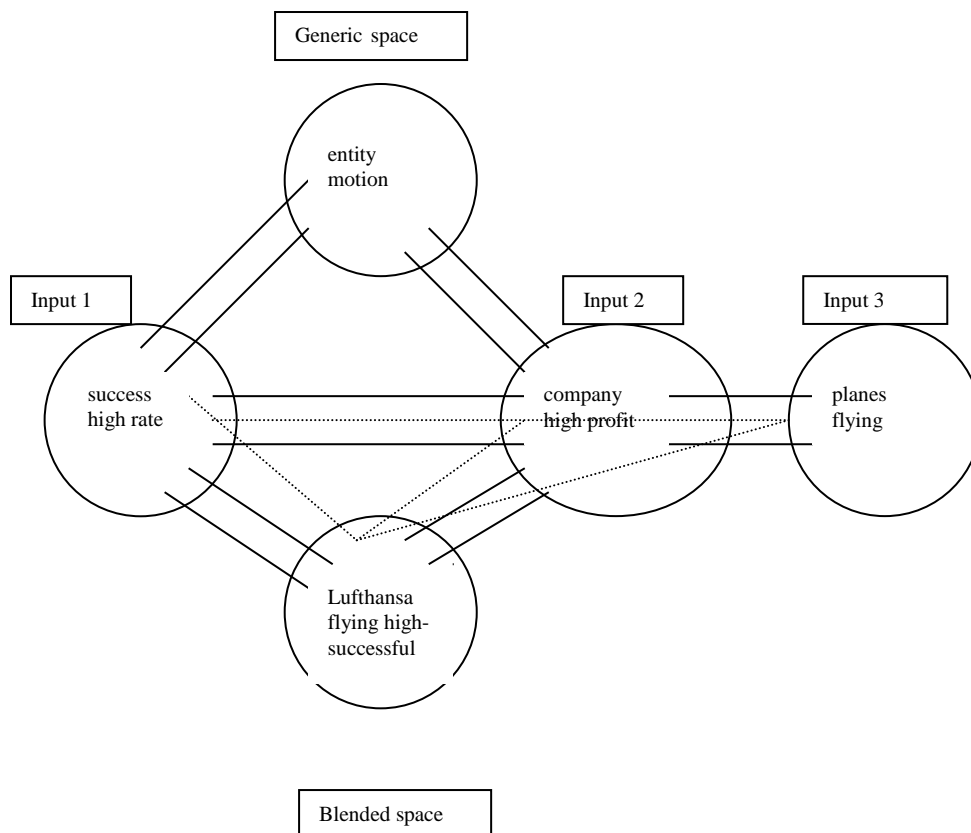 Generic space
entity
motion
Input 1
Input 2
Input 3
success
high rate
company
high profit
planes
flying
Lufthansa
flying high-
successful
Blended space